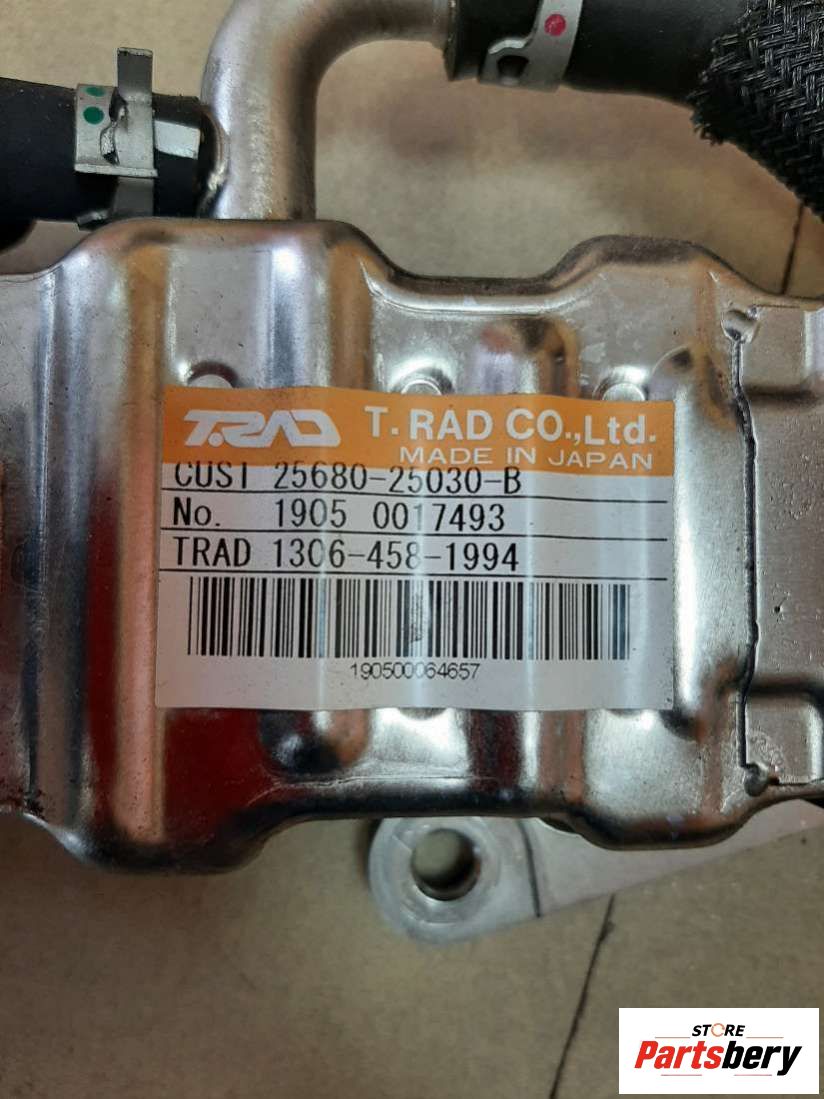 T.RAD T.RAD CO.,Ltd.
MADE IN JAPAN
CUST 25680-25030-B
No. 1905 0017493
TRAD 1306-458-1994
190500064657
STORE
Partsbery